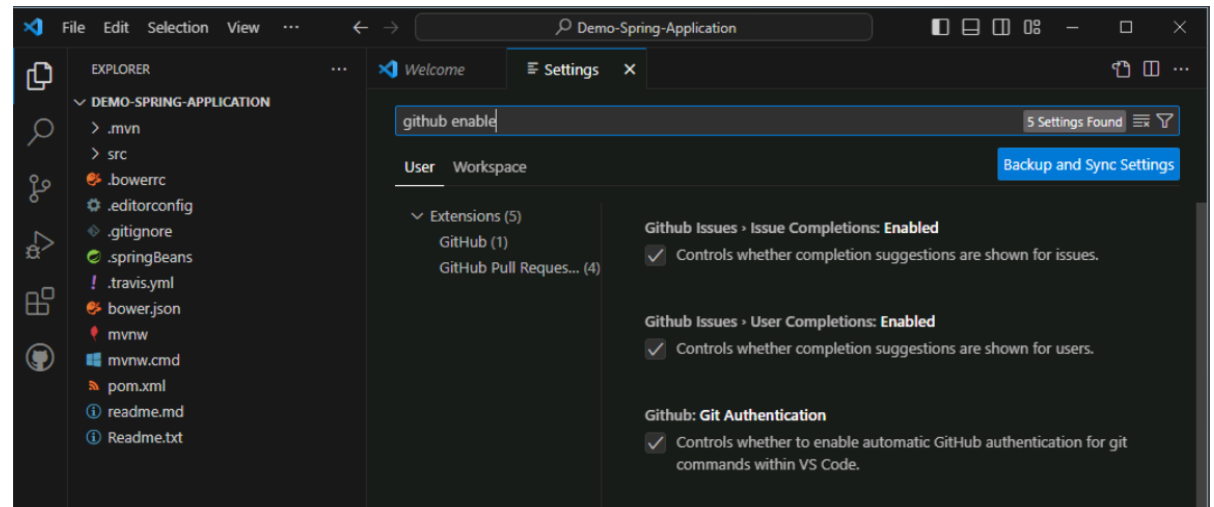 File Edit Selection View ··· Demo-Spring-Application
EXPLORER ···
DEMO-SPRING-APPLICATION
.mvn
src
.bowerrc
.editorconfig
.gitignore
.springBeans
.travis.yml
bower.json
mvnw
mvnw.cmd
pom.xml
readme.md
Readme.txt
Welcome Settings
github enable 5 Settings Found
User Workspace Backup and Sync Settings
Extensions (5)
GitHub (1)
GitHub Pull Reques... (4)
Github Issues › Issue Completions: Enabled
Controls whether completion suggestions are shown for issues.
Github Issues › User Completions: Enabled
Controls whether completion suggestions are shown for users.
Github: Git Authentication
Controls whether to enable automatic GitHub authentication for git
commands within VS Code.